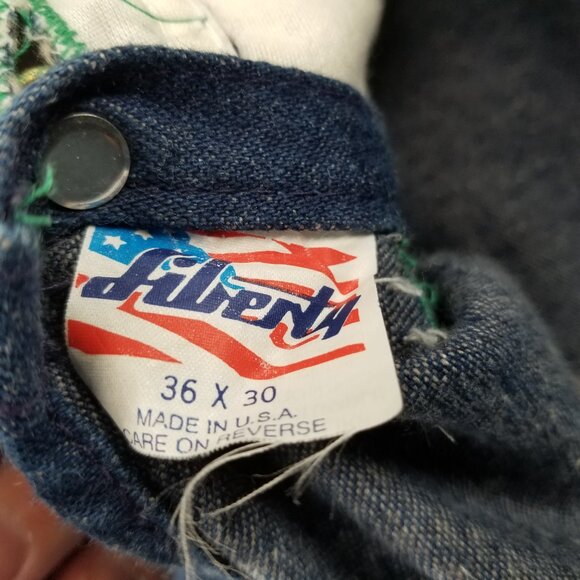 Liberty
36 X 30
MADE IN U.S.A.
CARE ON REVERSE